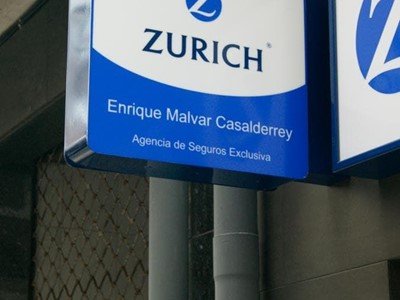 Z
ZURICH®
Enrique Malvar Casalderrey
Agencia de Seguros Exclusiva
Z